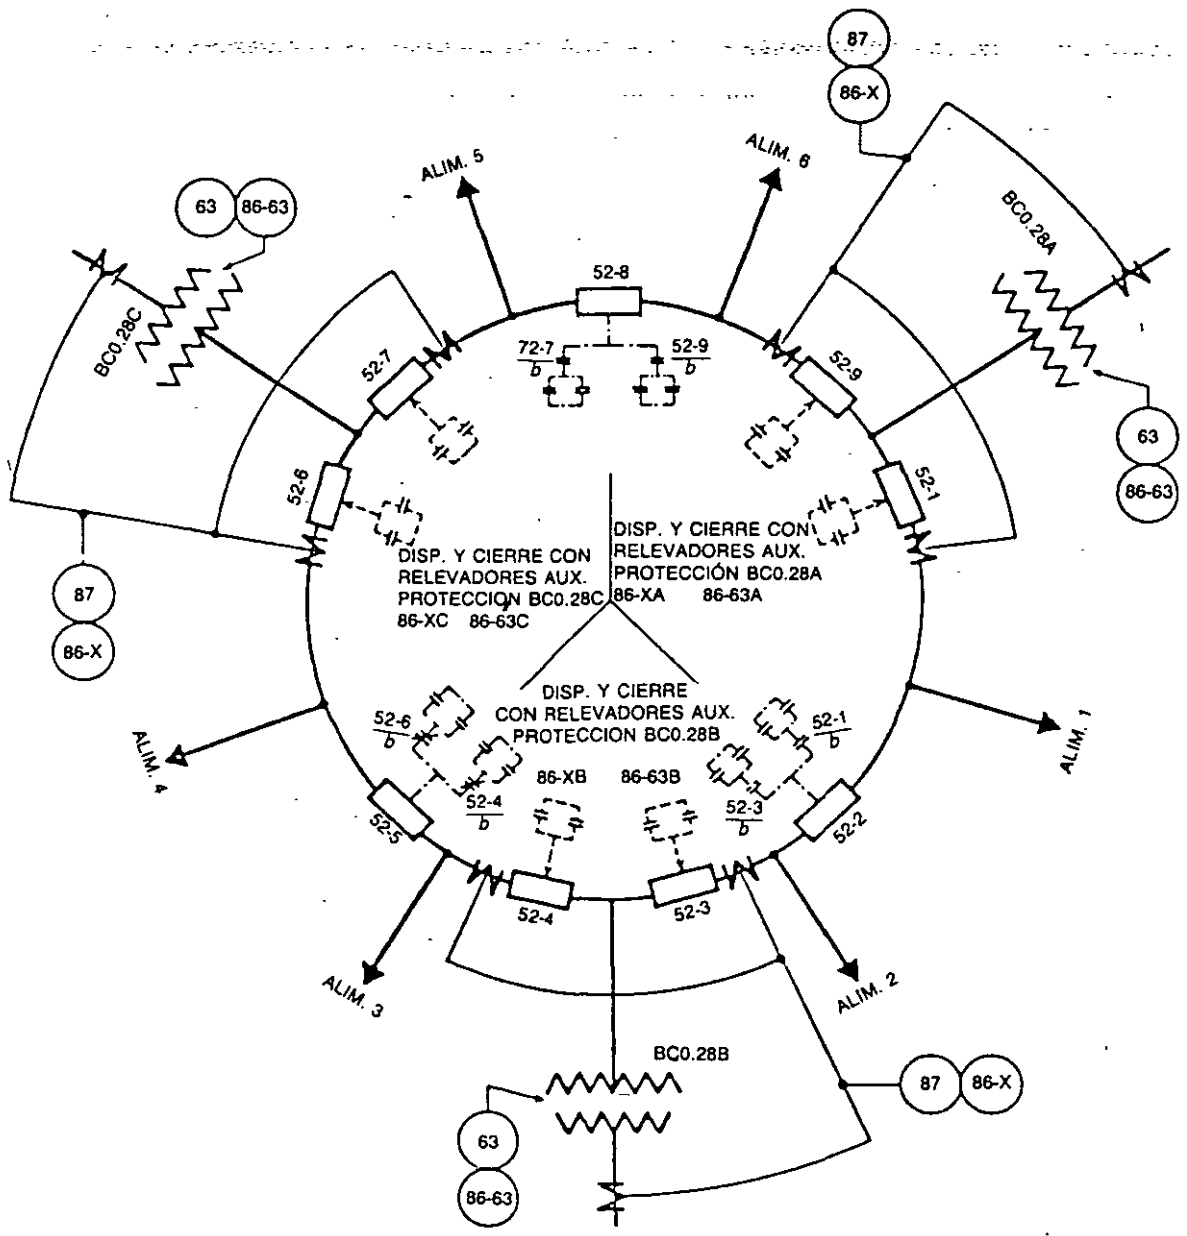 87
86-X
ALIM. 5
ALIM. 6
63
86-63
BC0.28A
52-8
BC0.28C
72-7
b
52-9
b
52-7
52-9
63
86-63
52-6
52-1
DISP. Y CIERRE CON
RELEVADORES AUX.
PROTECCIÓN BC0.28A
86-XA 86-63A
DISP. Y CIERRE CON
RELEVADORES AUX.
PROTECCION BC0.28C
86-XC 86-63C
87
86-X
DISP. Y CIERRE
CON RELEVADORES AUX.
PROTECCION BC0.28B
86-XB 86-63B
52-6
b
52-1
b
ALIM. 4
ALIM. 1
52-4
b
52-3
b
52-5
52-2
52-4
52-3
ALIM. 3
ALIM. 2
BC0.28B
87
86-X
63
86-63